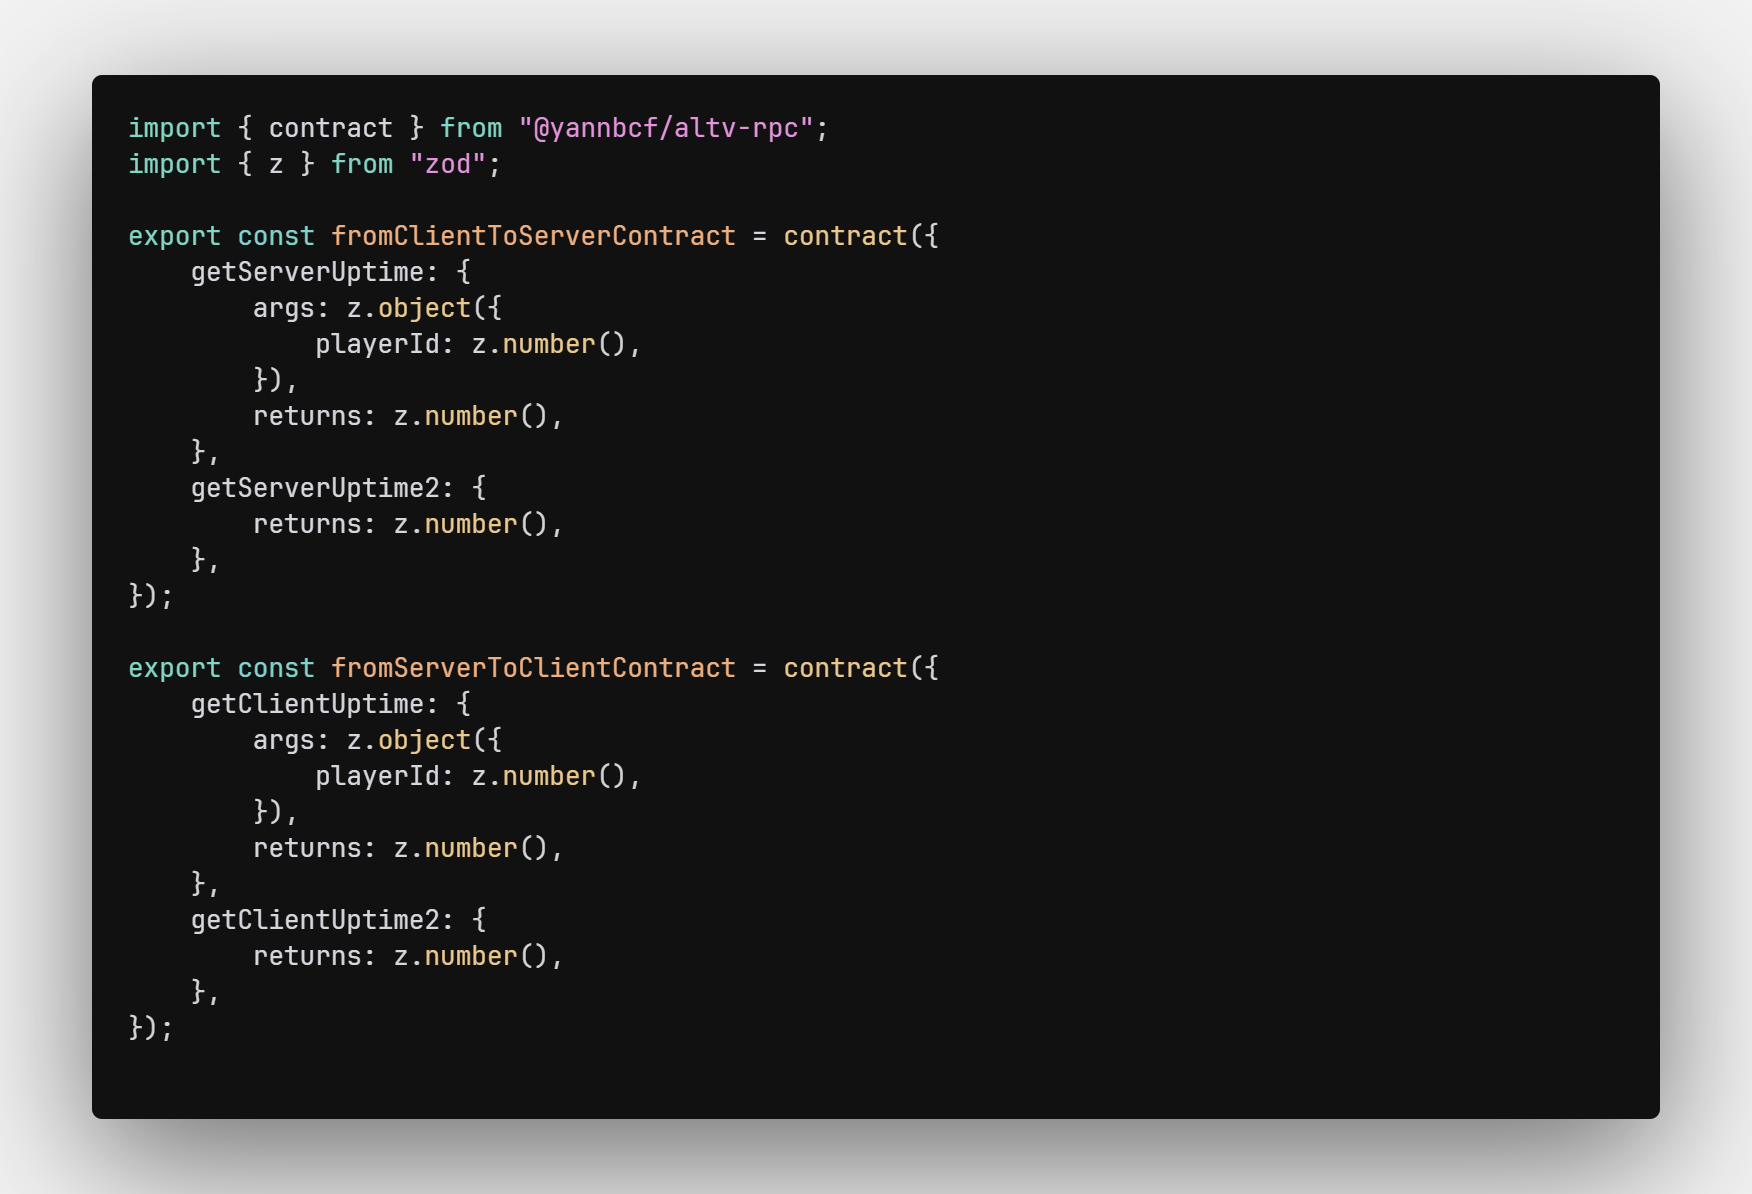 import { contract } from "@yannbcf/altv-rpc";
import { z } from "zod";

export const fromClientToServerContract = contract({
    getServerUptime: {
        args: z.object({
            playerId: z.number(),
        }),
        returns: z.number(),
    },
    getServerUptime2: {
        returns: z.number(),
    },
});

export const fromServerToClientContract = contract({
    getClientUptime: {
        args: z.object({
            playerId: z.number(),
        }),
        returns: z.number(),
    },
    getClientUptime2: {
        returns: z.number(),
    },
});